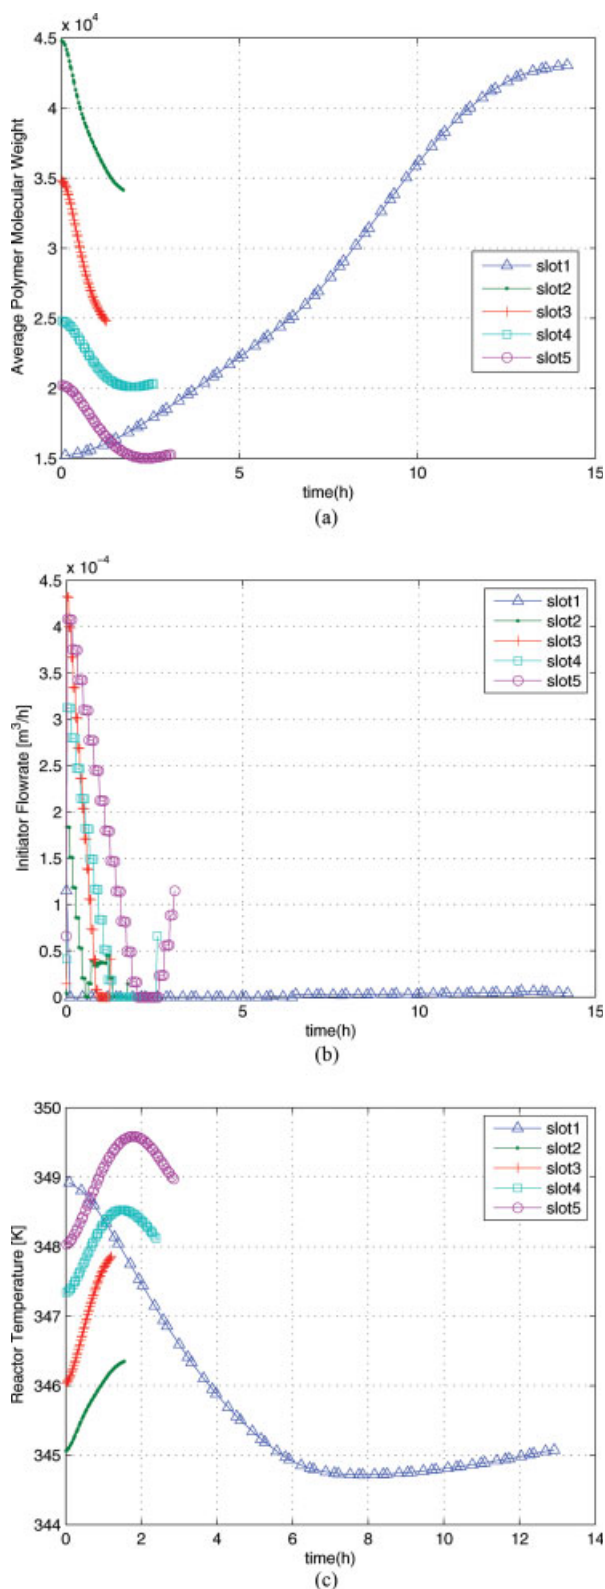 x 10⁴
4.5
4
3.5
3
2.5
2
1.5
Average Polymer Molecular Weight
slot1
slot2
slot3
slot4
slot5
0 5 10 15
time(h)
(a)
x 10⁻⁴
4.5
4
3.5
3
2.5
2
1.5
1
0.5
0
Initiator Flowrate [m³/h]
slot1
slot2
slot3
slot4
slot5
0 5 10 15
time(h)
(b)
350
349
348
347
346
345
344
Reactor Temperature [K]
slot1
slot2
slot3
slot4
slot5
0 2 4 6 8 10 12 14
time(h)
(c)